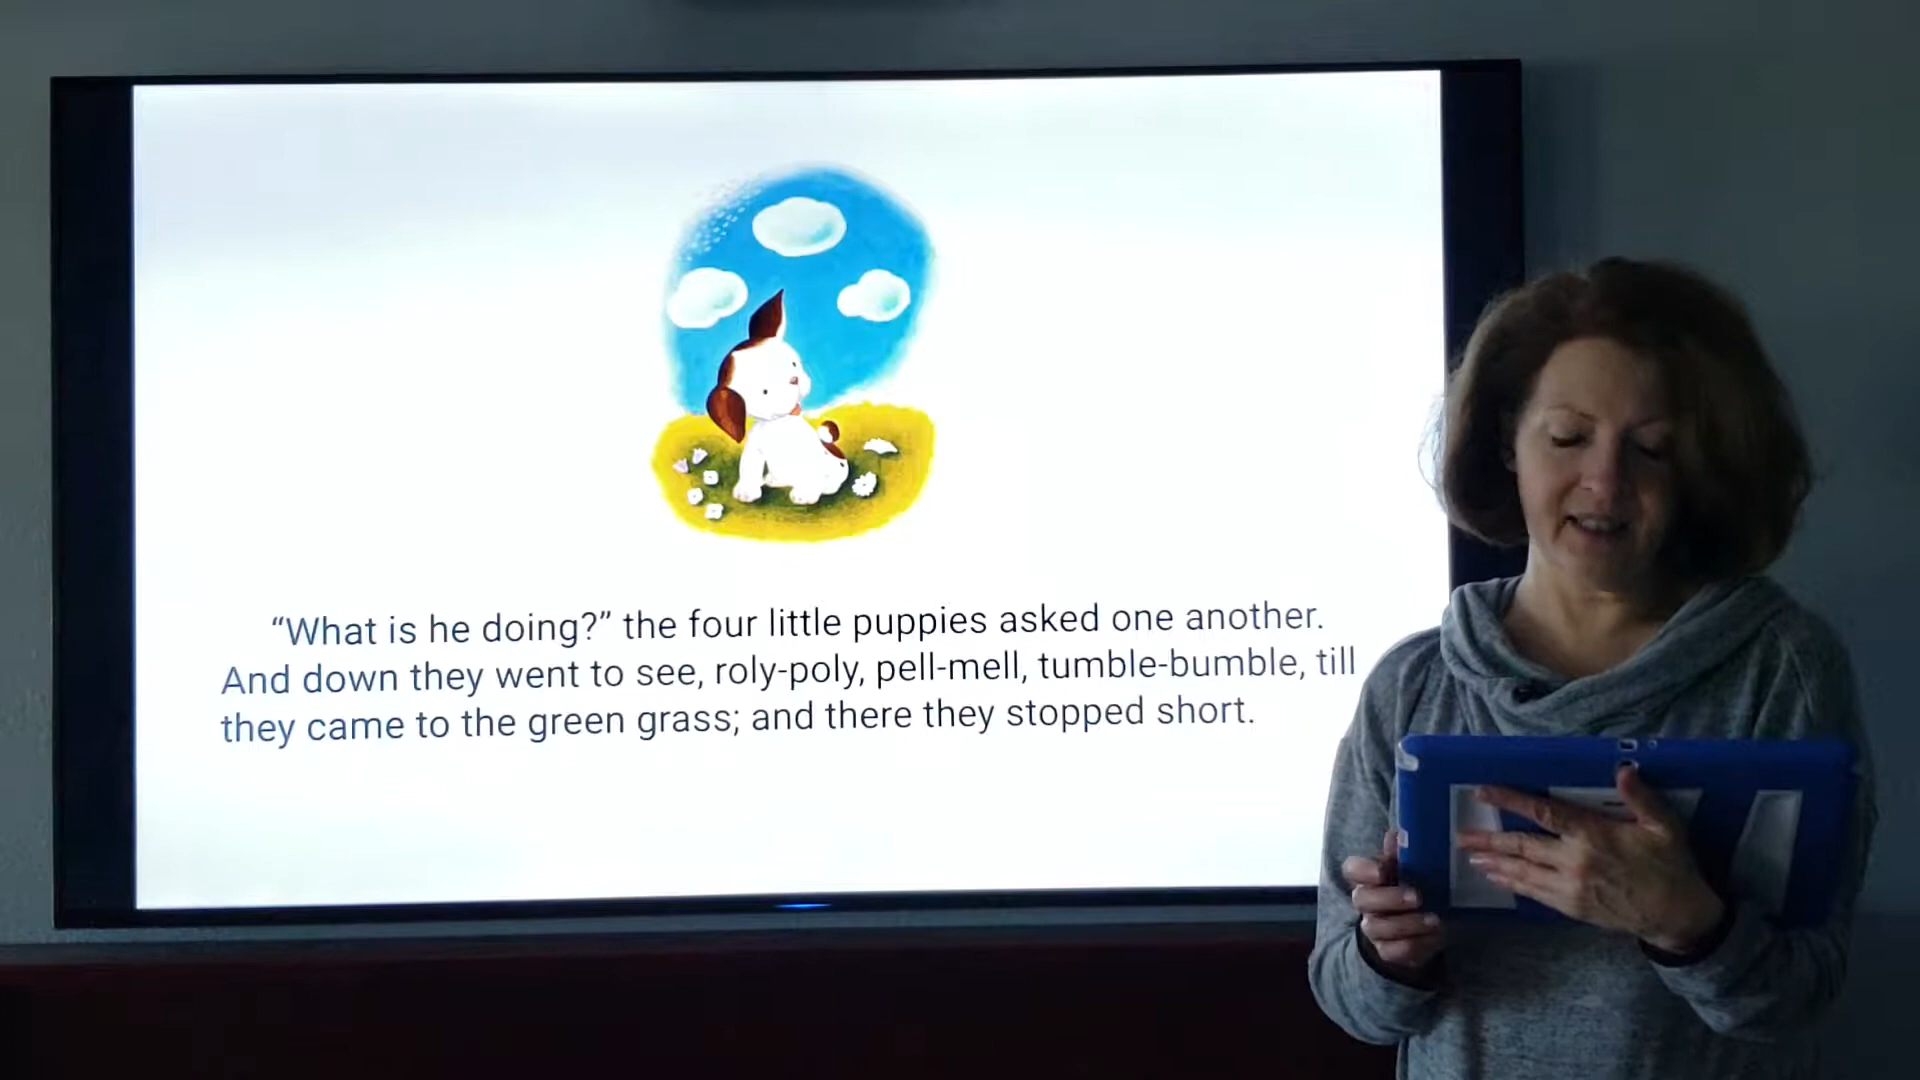 “What is he doing?” the four little puppies asked one another.
And down they went to see, roly-poly, pell-mell, tumble-bumble, till
they came to the green grass; and there they stopped short.